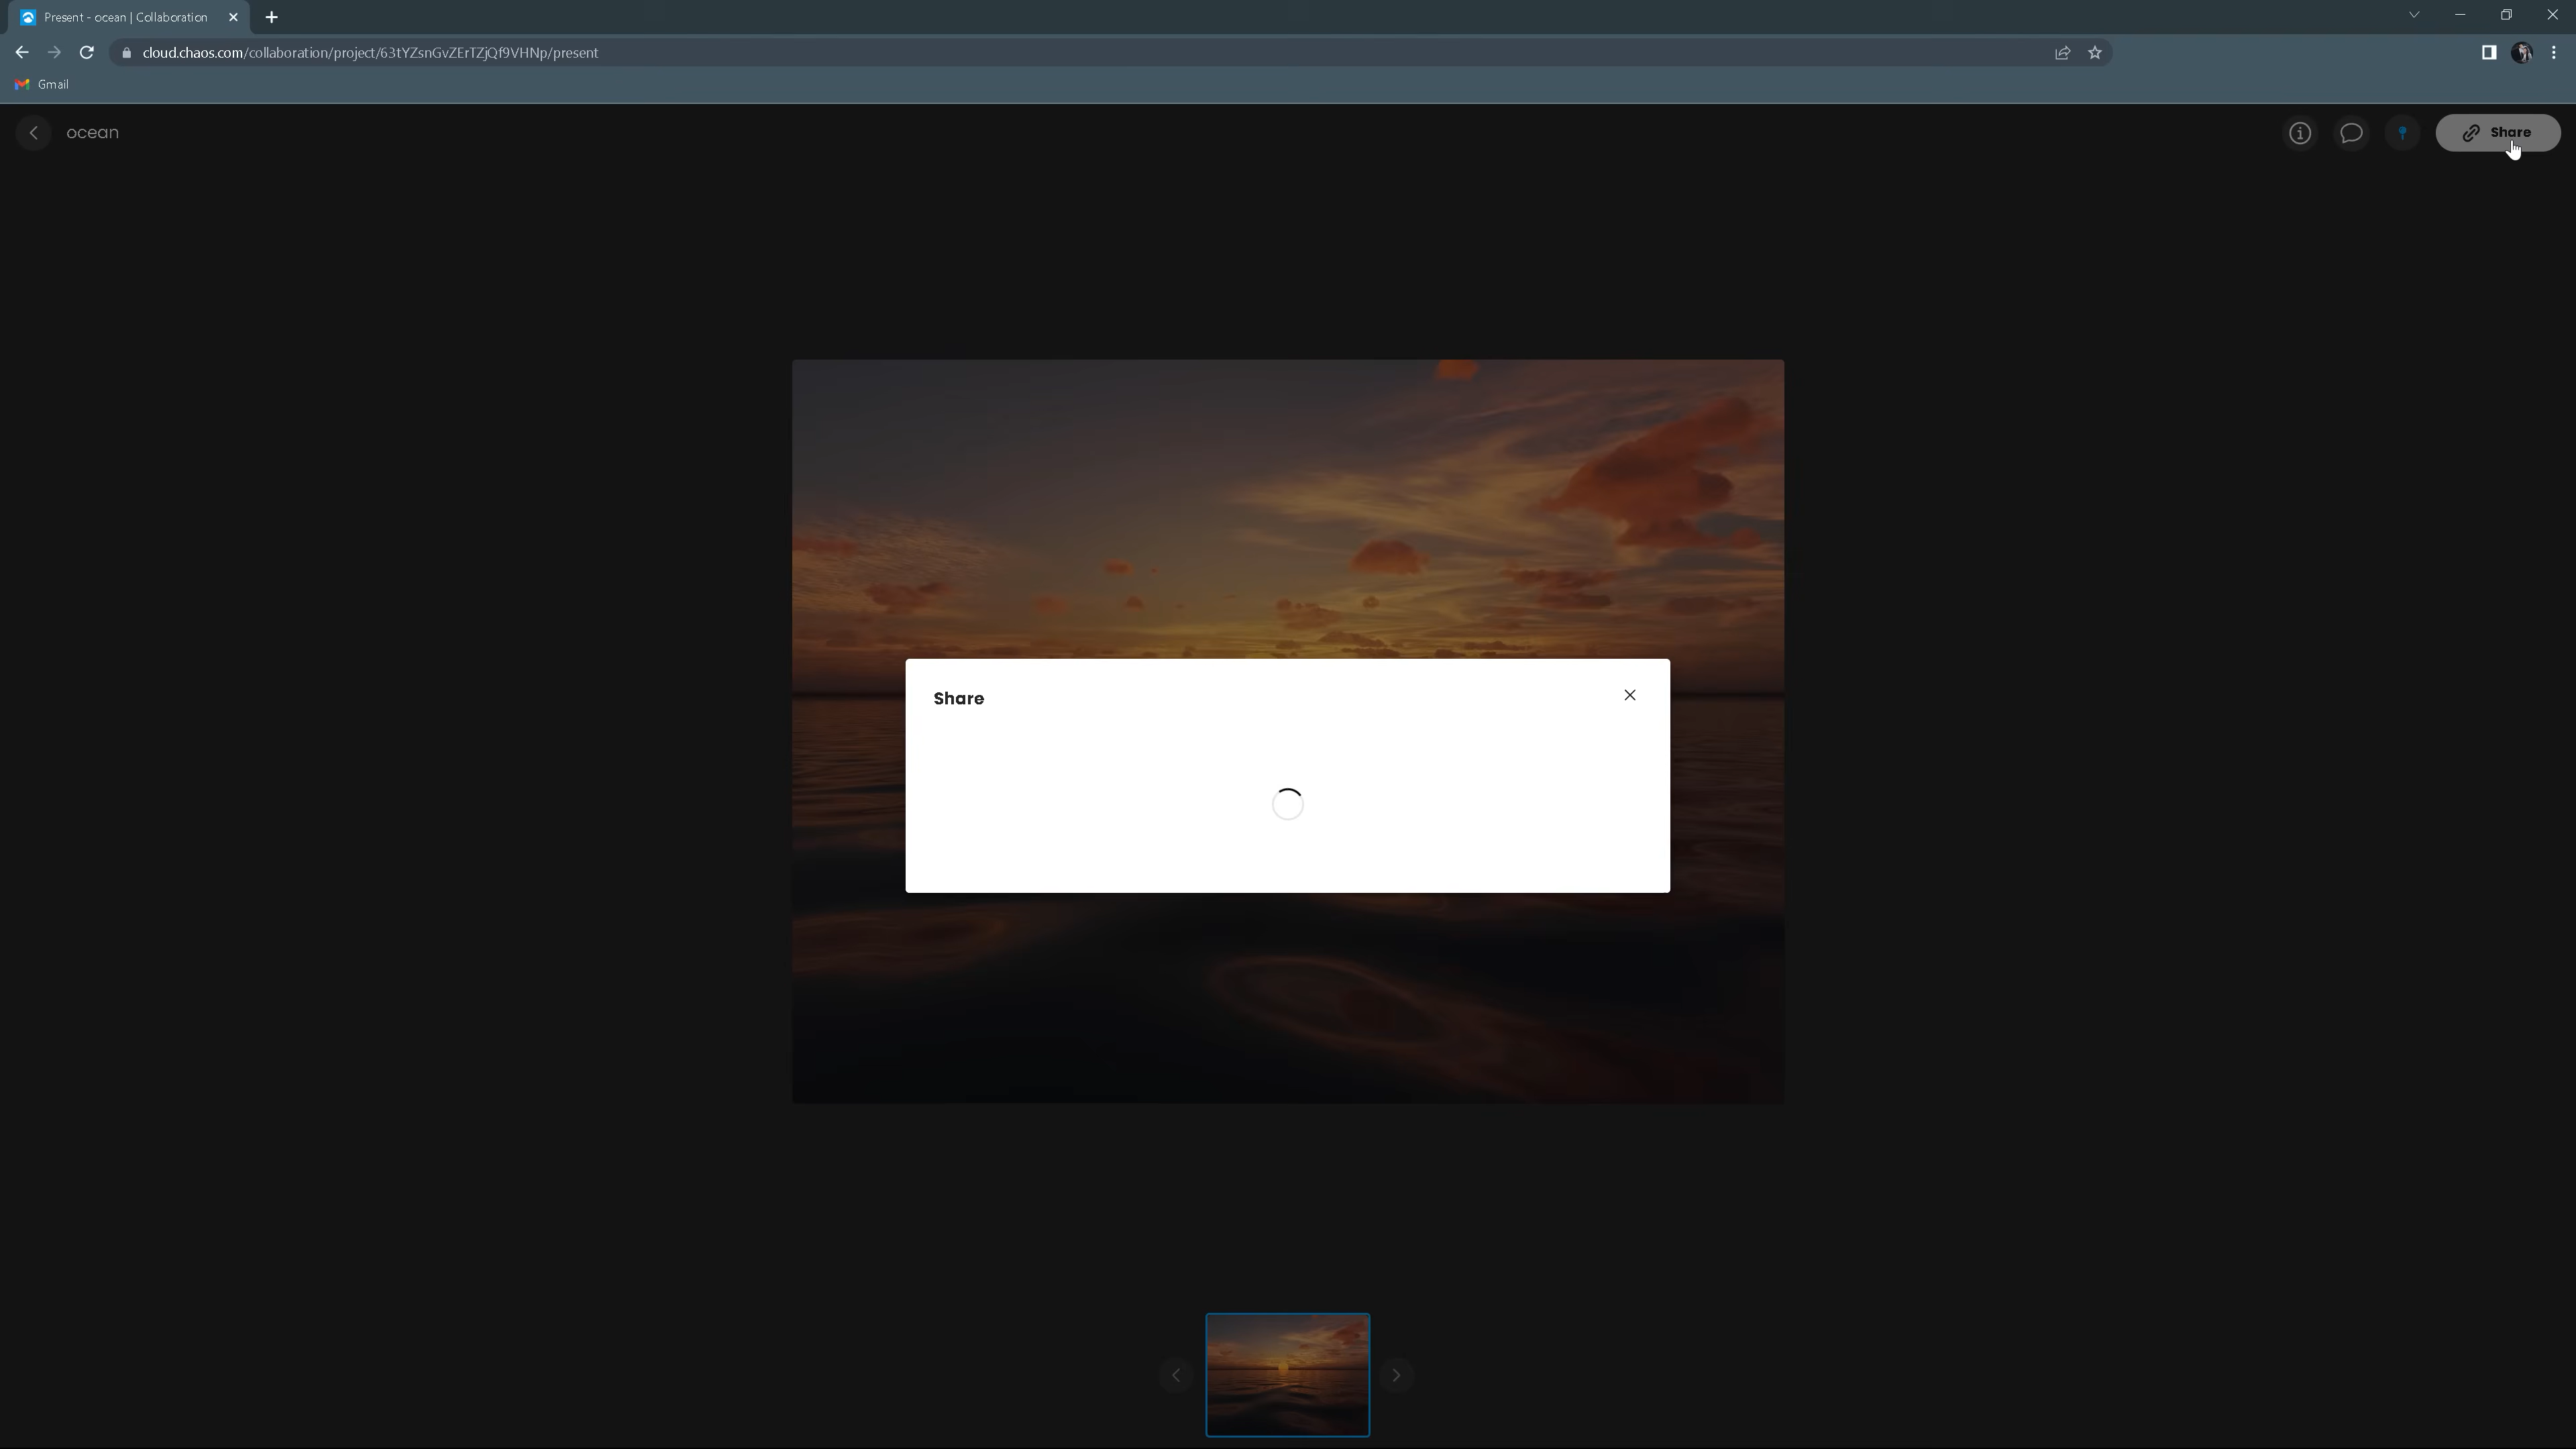 Present - ocean | Collaboration
cloud.chaos.com/collaboration/project/63tYZsnGvZErTZjQf9VHNp/present
Gmail
ocean
Share
Share